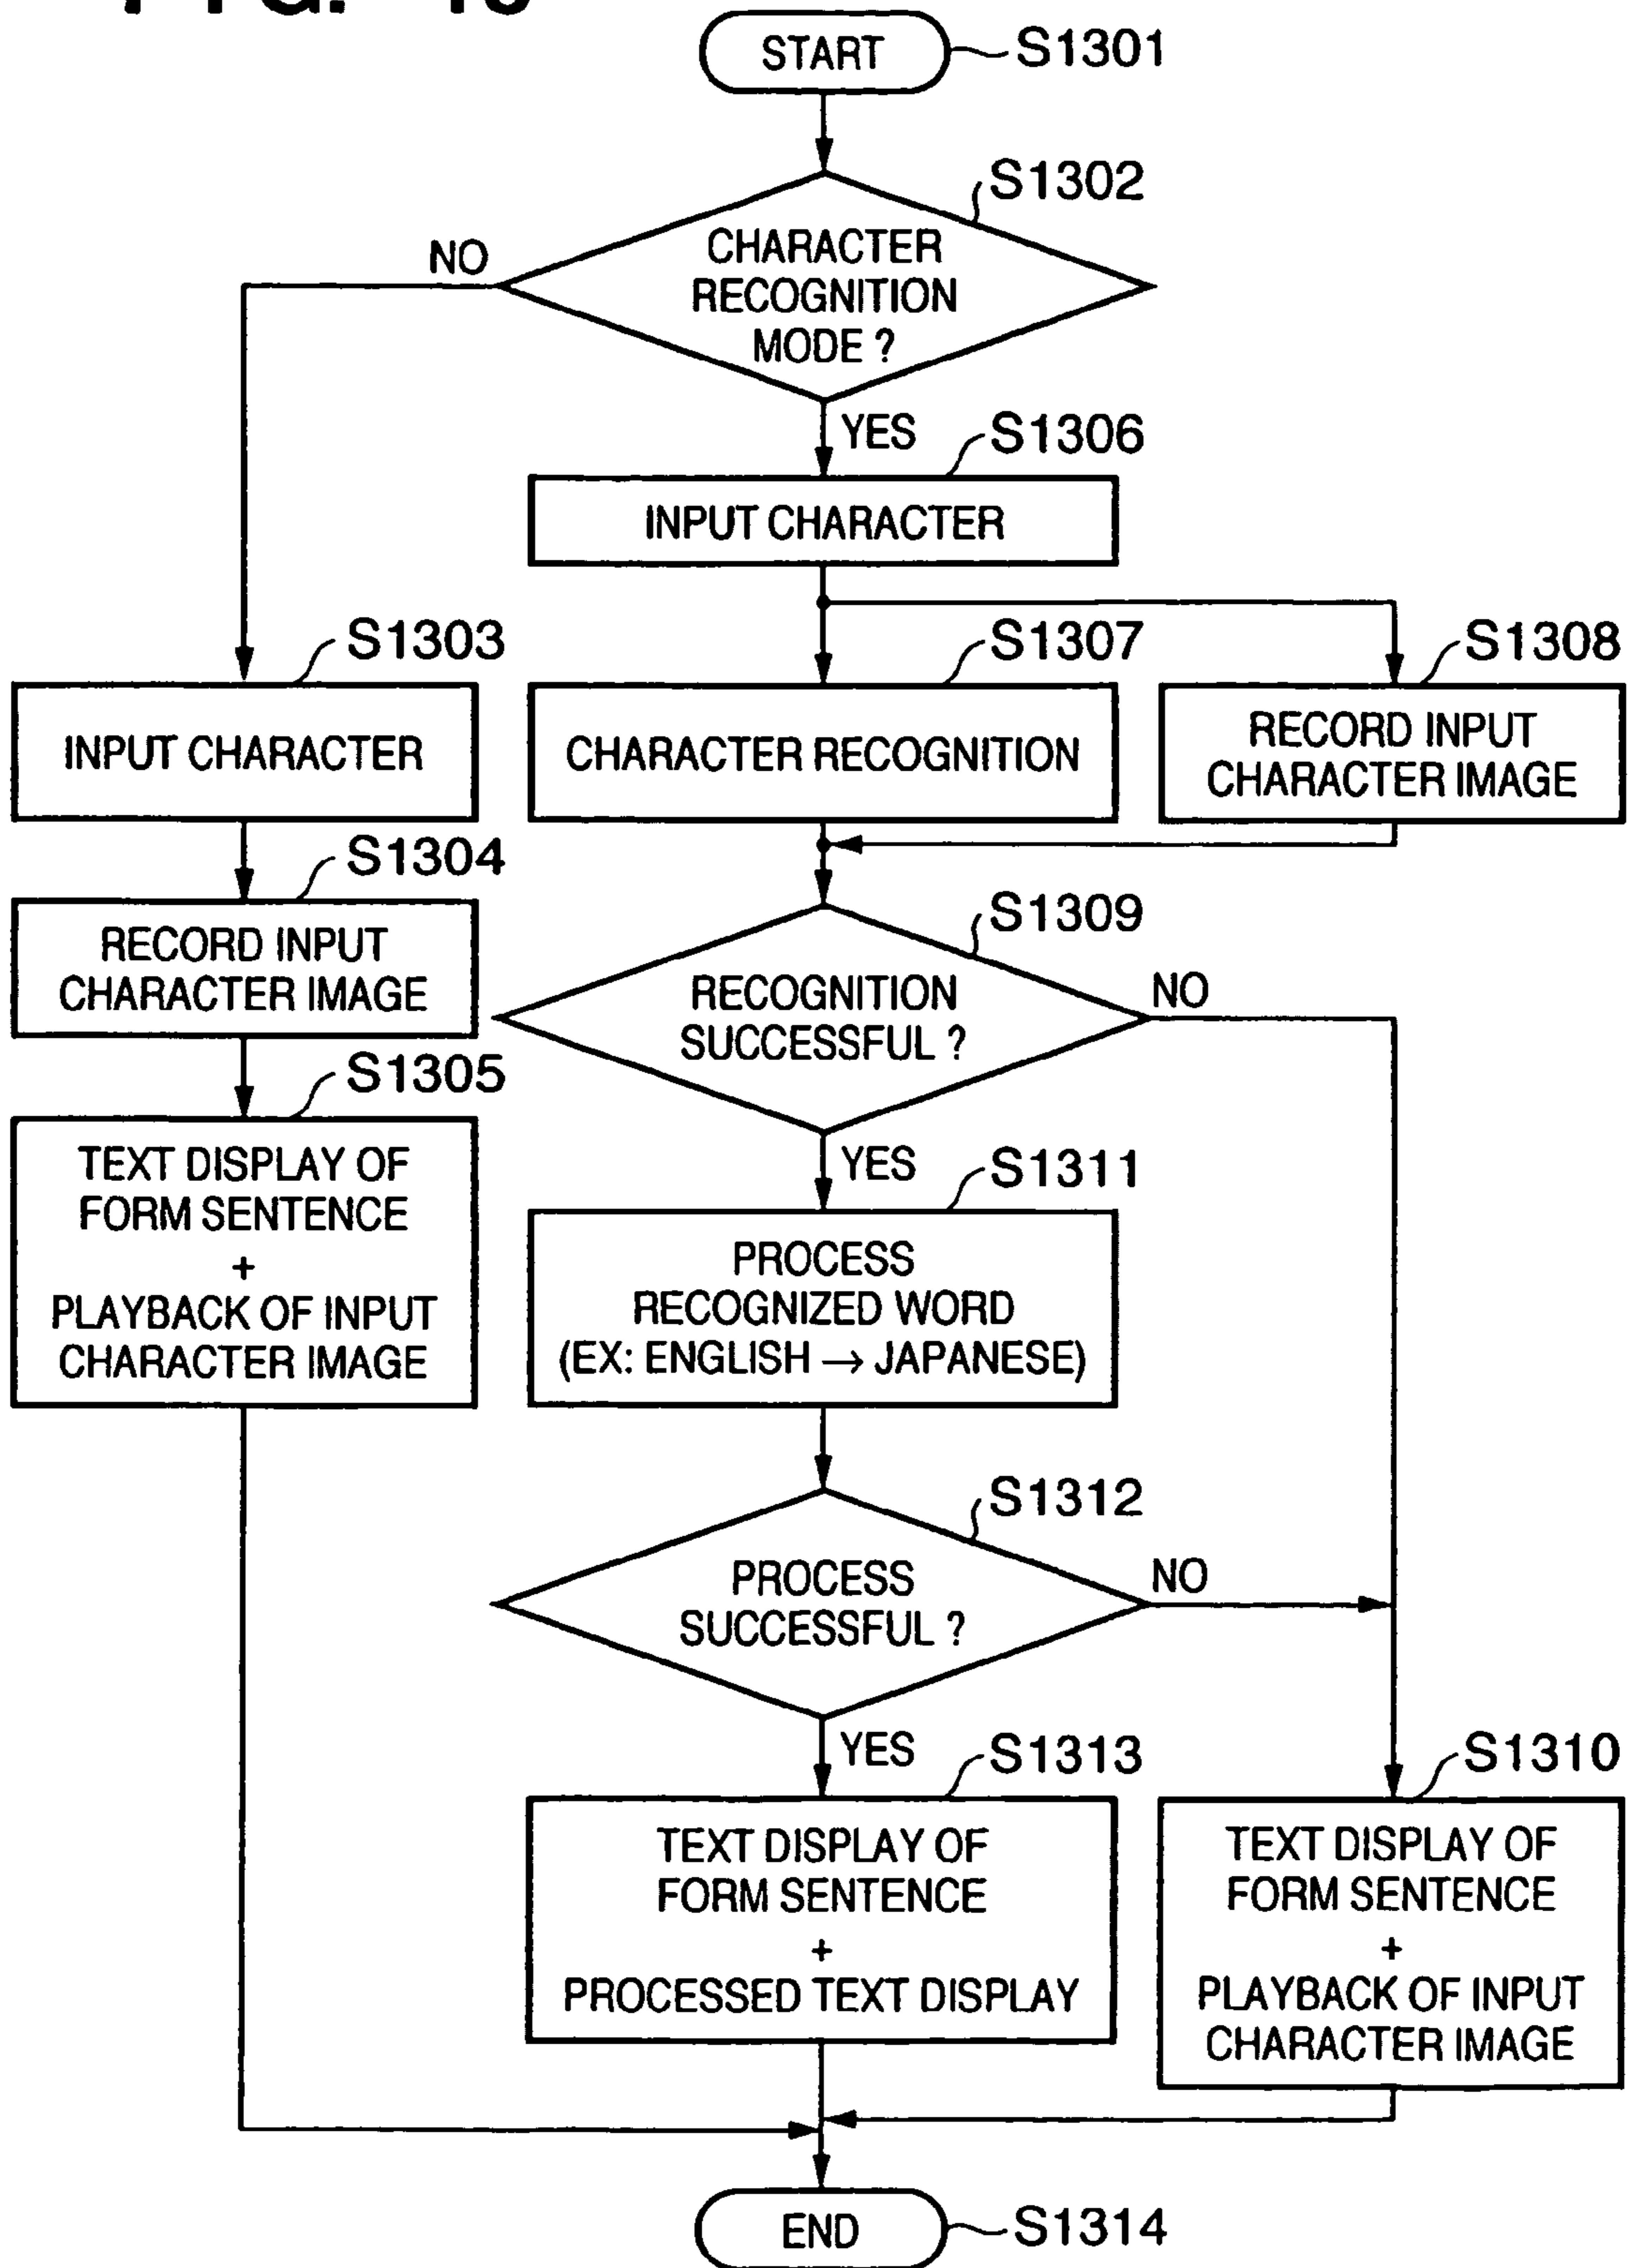 FIG.
START
S1301
S1302
CHARACTER
RECOGNITION
MODE ?
NO
YES
S1306
INPUT CHARACTER
S1303
INPUT CHARACTER
S1307
CHARACTER RECOGNITION
S1308
RECORD INPUT
CHARACTER IMAGE
S1304
RECORD INPUT
CHARACTER IMAGE
S1309
RECOGNITION
SUCCESSFUL ?
NO
YES
S1305
TEXT DISPLAY OF
FORM SENTENCE
+
PLAYBACK OF INPUT
CHARACTER IMAGE
S1311
PROCESS
RECOGNIZED WORD
(EX: ENGLISH → JAPANESE)
S1312
PROCESS
SUCCESSFUL ?
NO
YES
S1313
TEXT DISPLAY OF
FORM SENTENCE
+
PROCESSED TEXT DISPLAY
S1310
TEXT DISPLAY OF
FORM SENTENCE
+
PLAYBACK OF INPUT
CHARACTER IMAGE
END
S1314